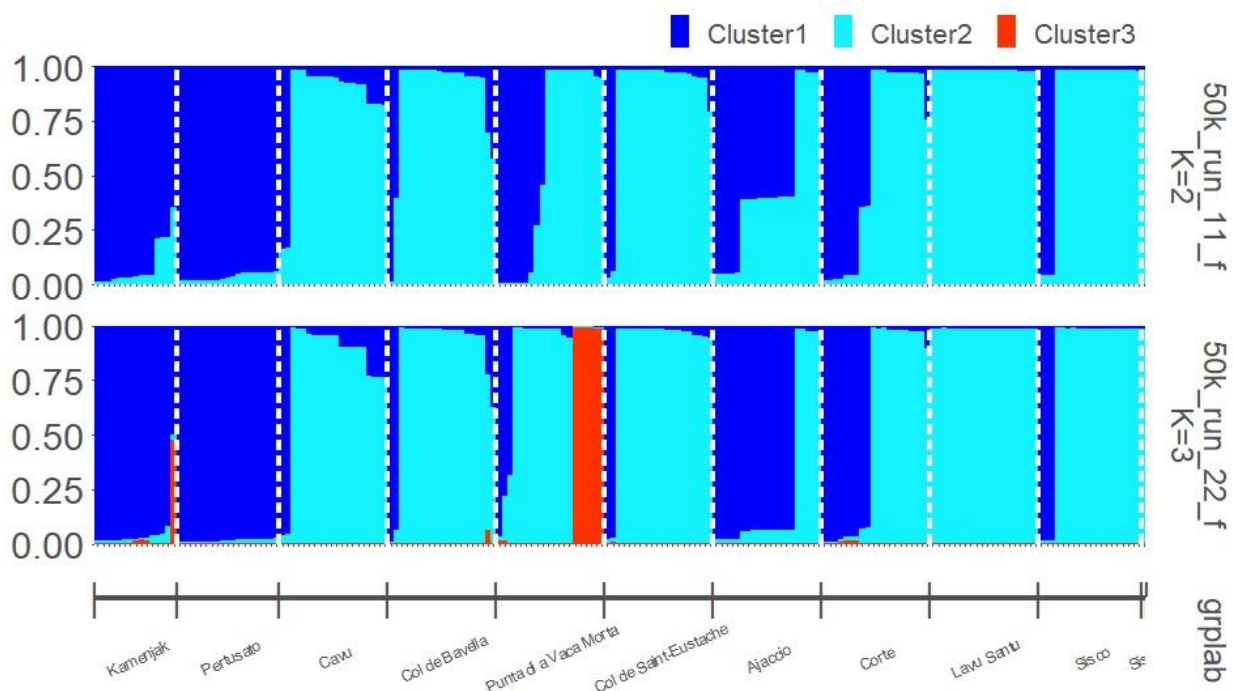 Cluster1 Cluster2 Cluster3
1.00
0.75
0.50
0.25
0.00
50k_run_11_f
K=2
1.00
0.75
0.50
0.25
0.00
50k_run_22_f
K=3
Kamenjak
Pertusato
Cavu
Col de Bavella
Punta di a Vaca Morta
Col de Saint-Eustache
Ajaccio
Corte
Lavu Santu
Sisco
Sis
grplab